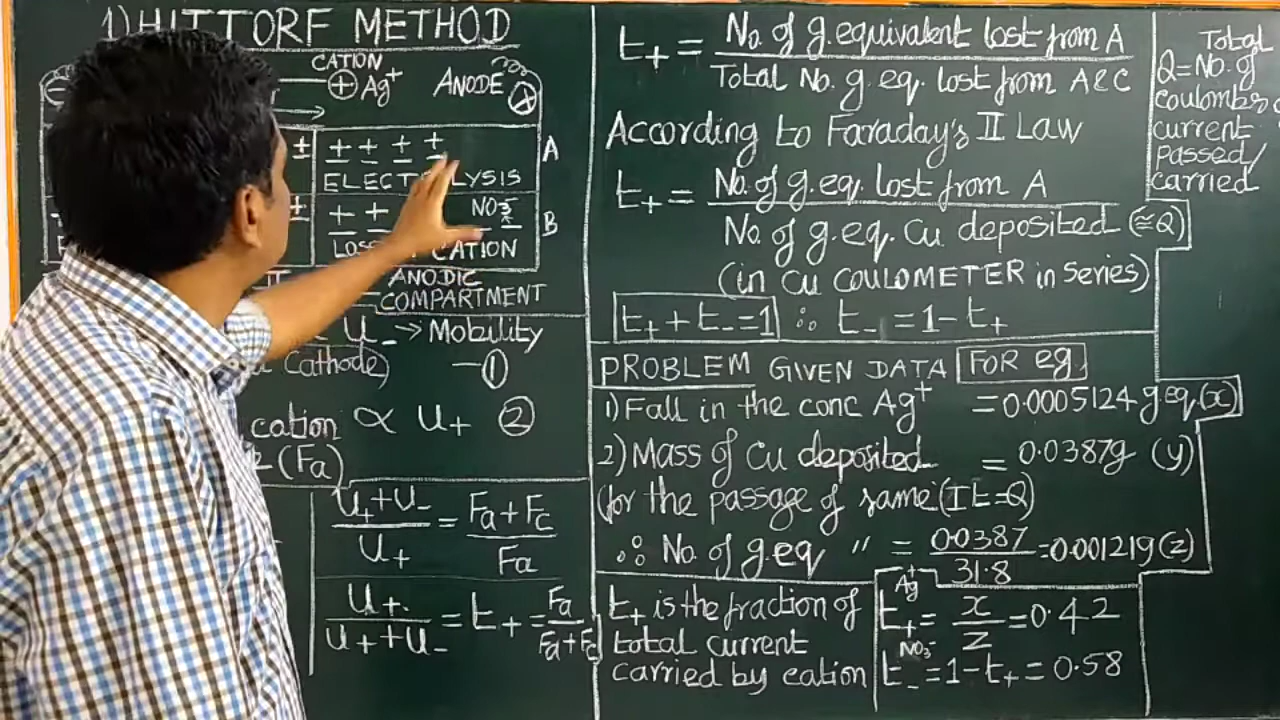 1) HITTORF METHOD
CATION
⊕ Ag⁺
ANODE
A
± ± ± ± ±
A
ELECTROLYSIS
± ± ± NO₃⁻
B
LOSS CATION
ANODIC
COMPARTMENT
U₋ → Mobility
Cathode) —①
cation ∝ U₊ ②
(Fa)
U₊+U₋ / U₊ = Fa+Fc / Fa
U₊ / U₊+U₋ = t₊ = Fa / Fa+Fc
t₊ = No. of g.equivalent lost from A / Total No. g.eq. lost from A & C
According to Faraday's II Law
t₊ = No. of g.eq. lost from A / No. of g.eq. Cu deposited (≅Q)
(in Cu COULOMETER in series)
t₊ + t₋ = 1 ∴ t₋ = 1 - t₊
PROBLEM GIVEN DATA FOR eg.
1) Fall in the conc Ag⁺ = 0.0005124 g eq. (x)
2) Mass of Cu deposited = 0.0387g (y)
(for the passage of same (It=Q)
∴ No. of g.eq " = 0.0387 / 31.8 = 0.001219 (z)
t₊ is the fraction of
total current
carried by cation
Ag⁺
t₊ = x / z = 0.42
NO₃⁻
t₋ = 1 - t₊ = 0.58
Total
Q = No. of
coulombs
current
passed/
carried